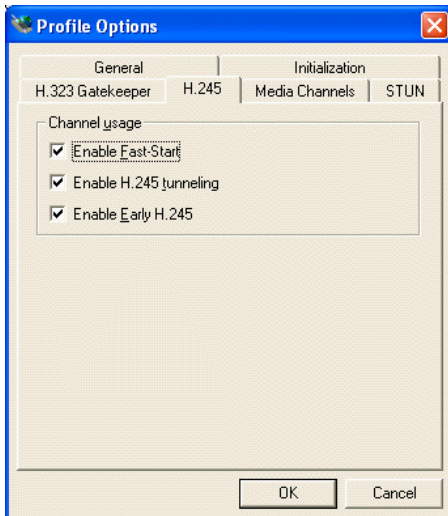 Profile Options
General Initialization
H.323 Gatekeeper H.245 Media Channels STUN
Channel usage
Enable Fast-Start
Enable H.245 tunneling
Enable Early H.245
OK Cancel